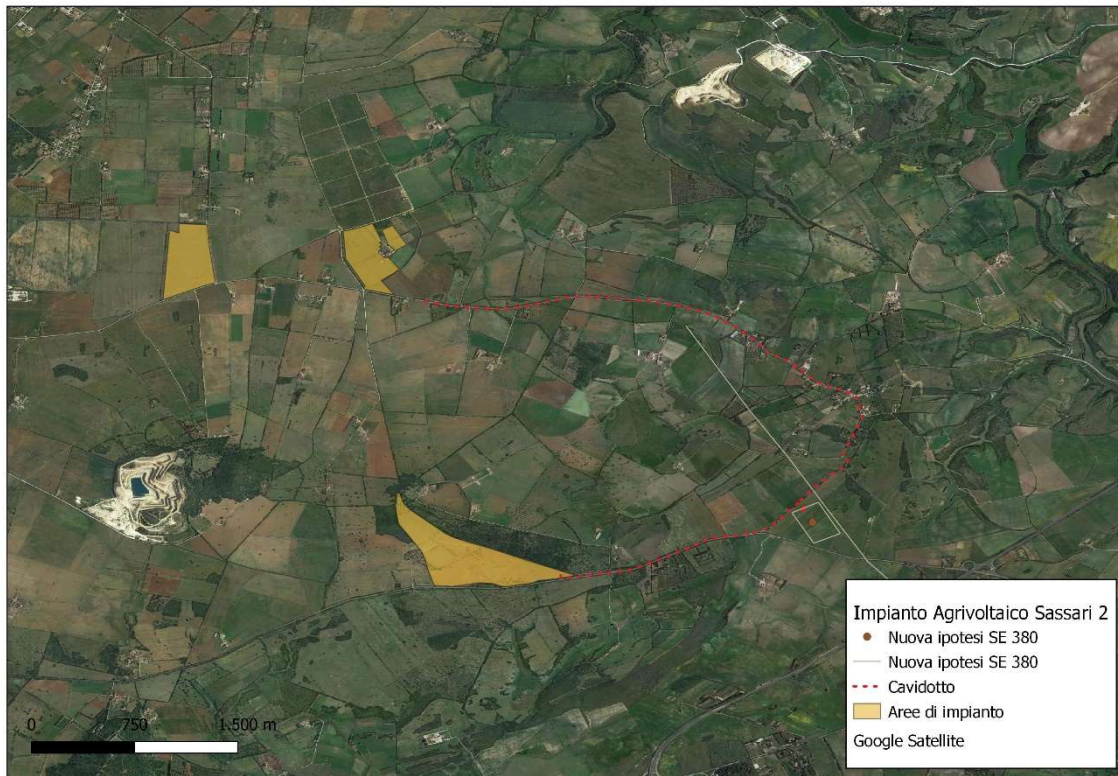 Impianto Agrivoltaico Sassari 2
Nuova ipotesi SE 380
Nuova ipotesi SE 380
Cavidotto
Aree di impianto
Google Satellite
0 750 1.500 m